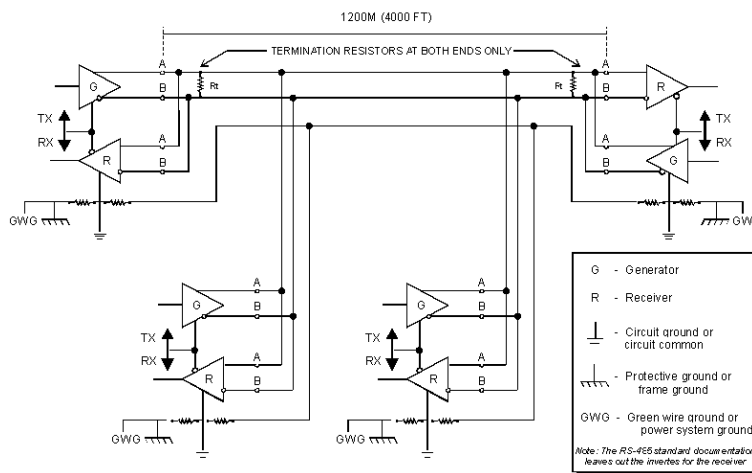 1200M (4000 FT)
TERMINATION RESISTORS AT BOTH ENDS ONLY
A
A
G
Rt
Rt
R
B
B
TX
RX
TX
RX
A
A
R
G
B
B
GWG
GW
A
A
G
B
G
B
TX
RX
TX
RX
A
A
R
B
R
B
GWG
GWG
G - Generator
R - Receiver
- Circuit ground or
circuit common
- Protective ground or
frame ground
GWG - Green wire ground or
power system ground
Note: The RS-485 standard documentation
leaves out the invertes for the receiver